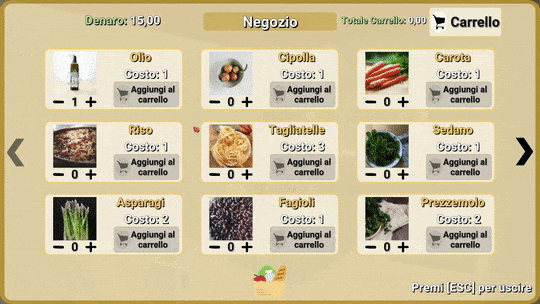 Denaro: 15,00
Negozio
Totale Carrello: 0,00
Carrello
Olio
Costo: 1
Aggiungi al
carrello
1
Cipolla
Costo: 1
Aggiungi al
carrello
0
Carota
Costo: 1
Aggiungi al
carrello
0
Riso
Costo: 1
Aggiungi al
carrello
0
Tagliatelle
Costo: 3
Aggiungi al
carrello
0
Sedano
Costo: 1
Aggiungi al
carrello
0
Asparagi
Costo: 2
Aggiungi al
carrello
0
Fagioli
Costo: 1
Aggiungi al
carrello
0
Prezzemolo
Costo: 2
Aggiungi al
carrello
0
Premi [ESC] per uscire